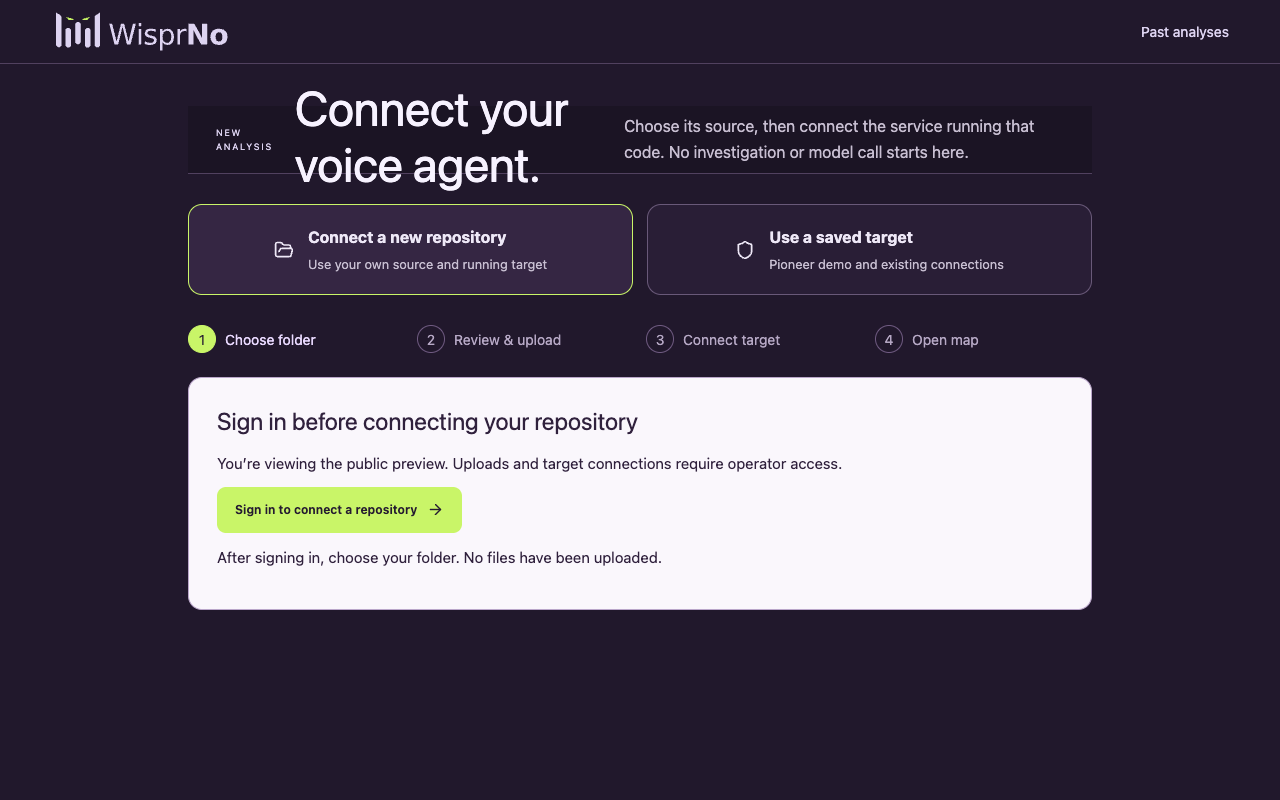 WisprNo
Past analyses
NEW
ANALYSIS
Connect your
voice agent.
Choose its source, then connect the service running that
code. No investigation or model call starts here.
Connect a new repository
Use your own source and running target
Use a saved target
Pioneer demo and existing connections
1 Choose folder
2 Review & upload
3 Connect target
4 Open map
Sign in before connecting your repository
You’re viewing the public preview. Uploads and target connections require operator access.
Sign in to connect a repository →
After signing in, choose your folder. No files have been uploaded.